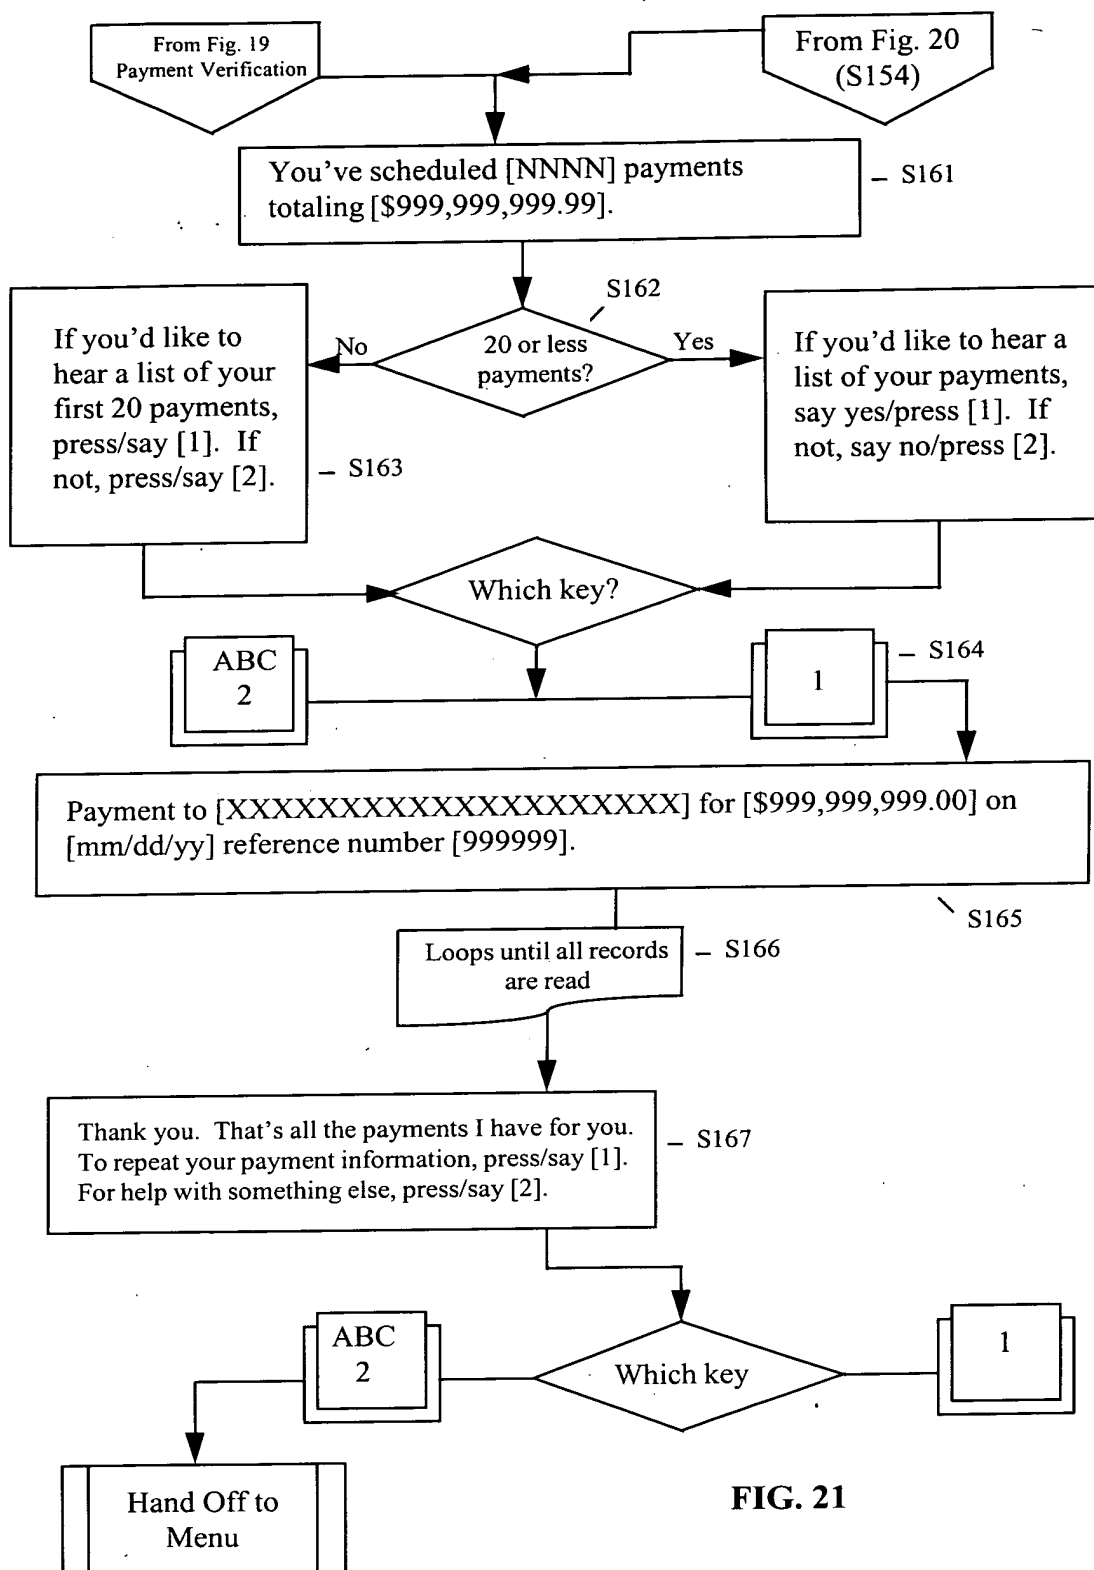 From Fig. 19
Payment Verification
From Fig. 20
(S154)
You've scheduled [NNNN] payments
totaling [$999,999,999.99].
– S161
S162
20 or less
payments?
No
Yes
If you'd like to
hear a list of your
first 20 payments,
press/say [1]. If
not, press/say [2].
– S163
If you'd like to hear a
list of your payments,
say yes/press [1]. If
not, say no/press [2].
Which key?
ABC
2
1
– S164
Payment to [XXXXXXXXXXXXXXXXXXXX] for [$999,999,999.00] on
[mm/dd/yy] reference number [999999].
S165
Loops until all records
are read
– S166
Thank you. That's all the payments I have for you.
To repeat your payment information, press/say [1].
For help with something else, press/say [2].
– S167
ABC
2
Which key
1
Hand Off to
Menu
FIG. 21